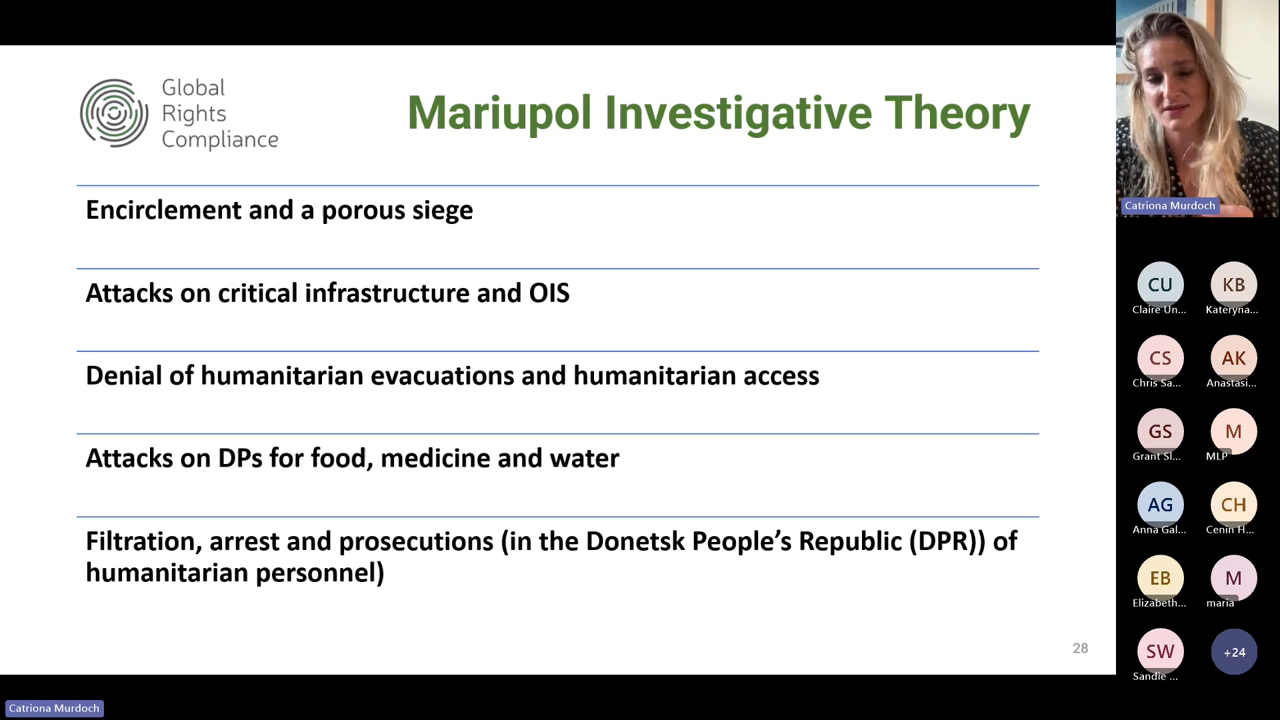 Global
Rights
Compliance
Mariupol Investigative Theory
Encirclement and a porous siege
Attacks on critical infrastructure and OIS
Denial of humanitarian evacuations and humanitarian access
Attacks on DPs for food, medicine and water
Filtration, arrest and prosecutions (in the Donetsk People’s Republic (DPR)) of
humanitarian personnel)
28
Catriona Murdoch
CU
KB
Claire Un...
Kateryna...
CS
AK
Chris Sa...
Anastasi...
GS
M
Grant Sl...
MLP
AG
CH
Anna Gal...
Cenin H...
EB
M
Elizabeth...
maria
SW
+24
Sandie ...
Catriona Murdoch